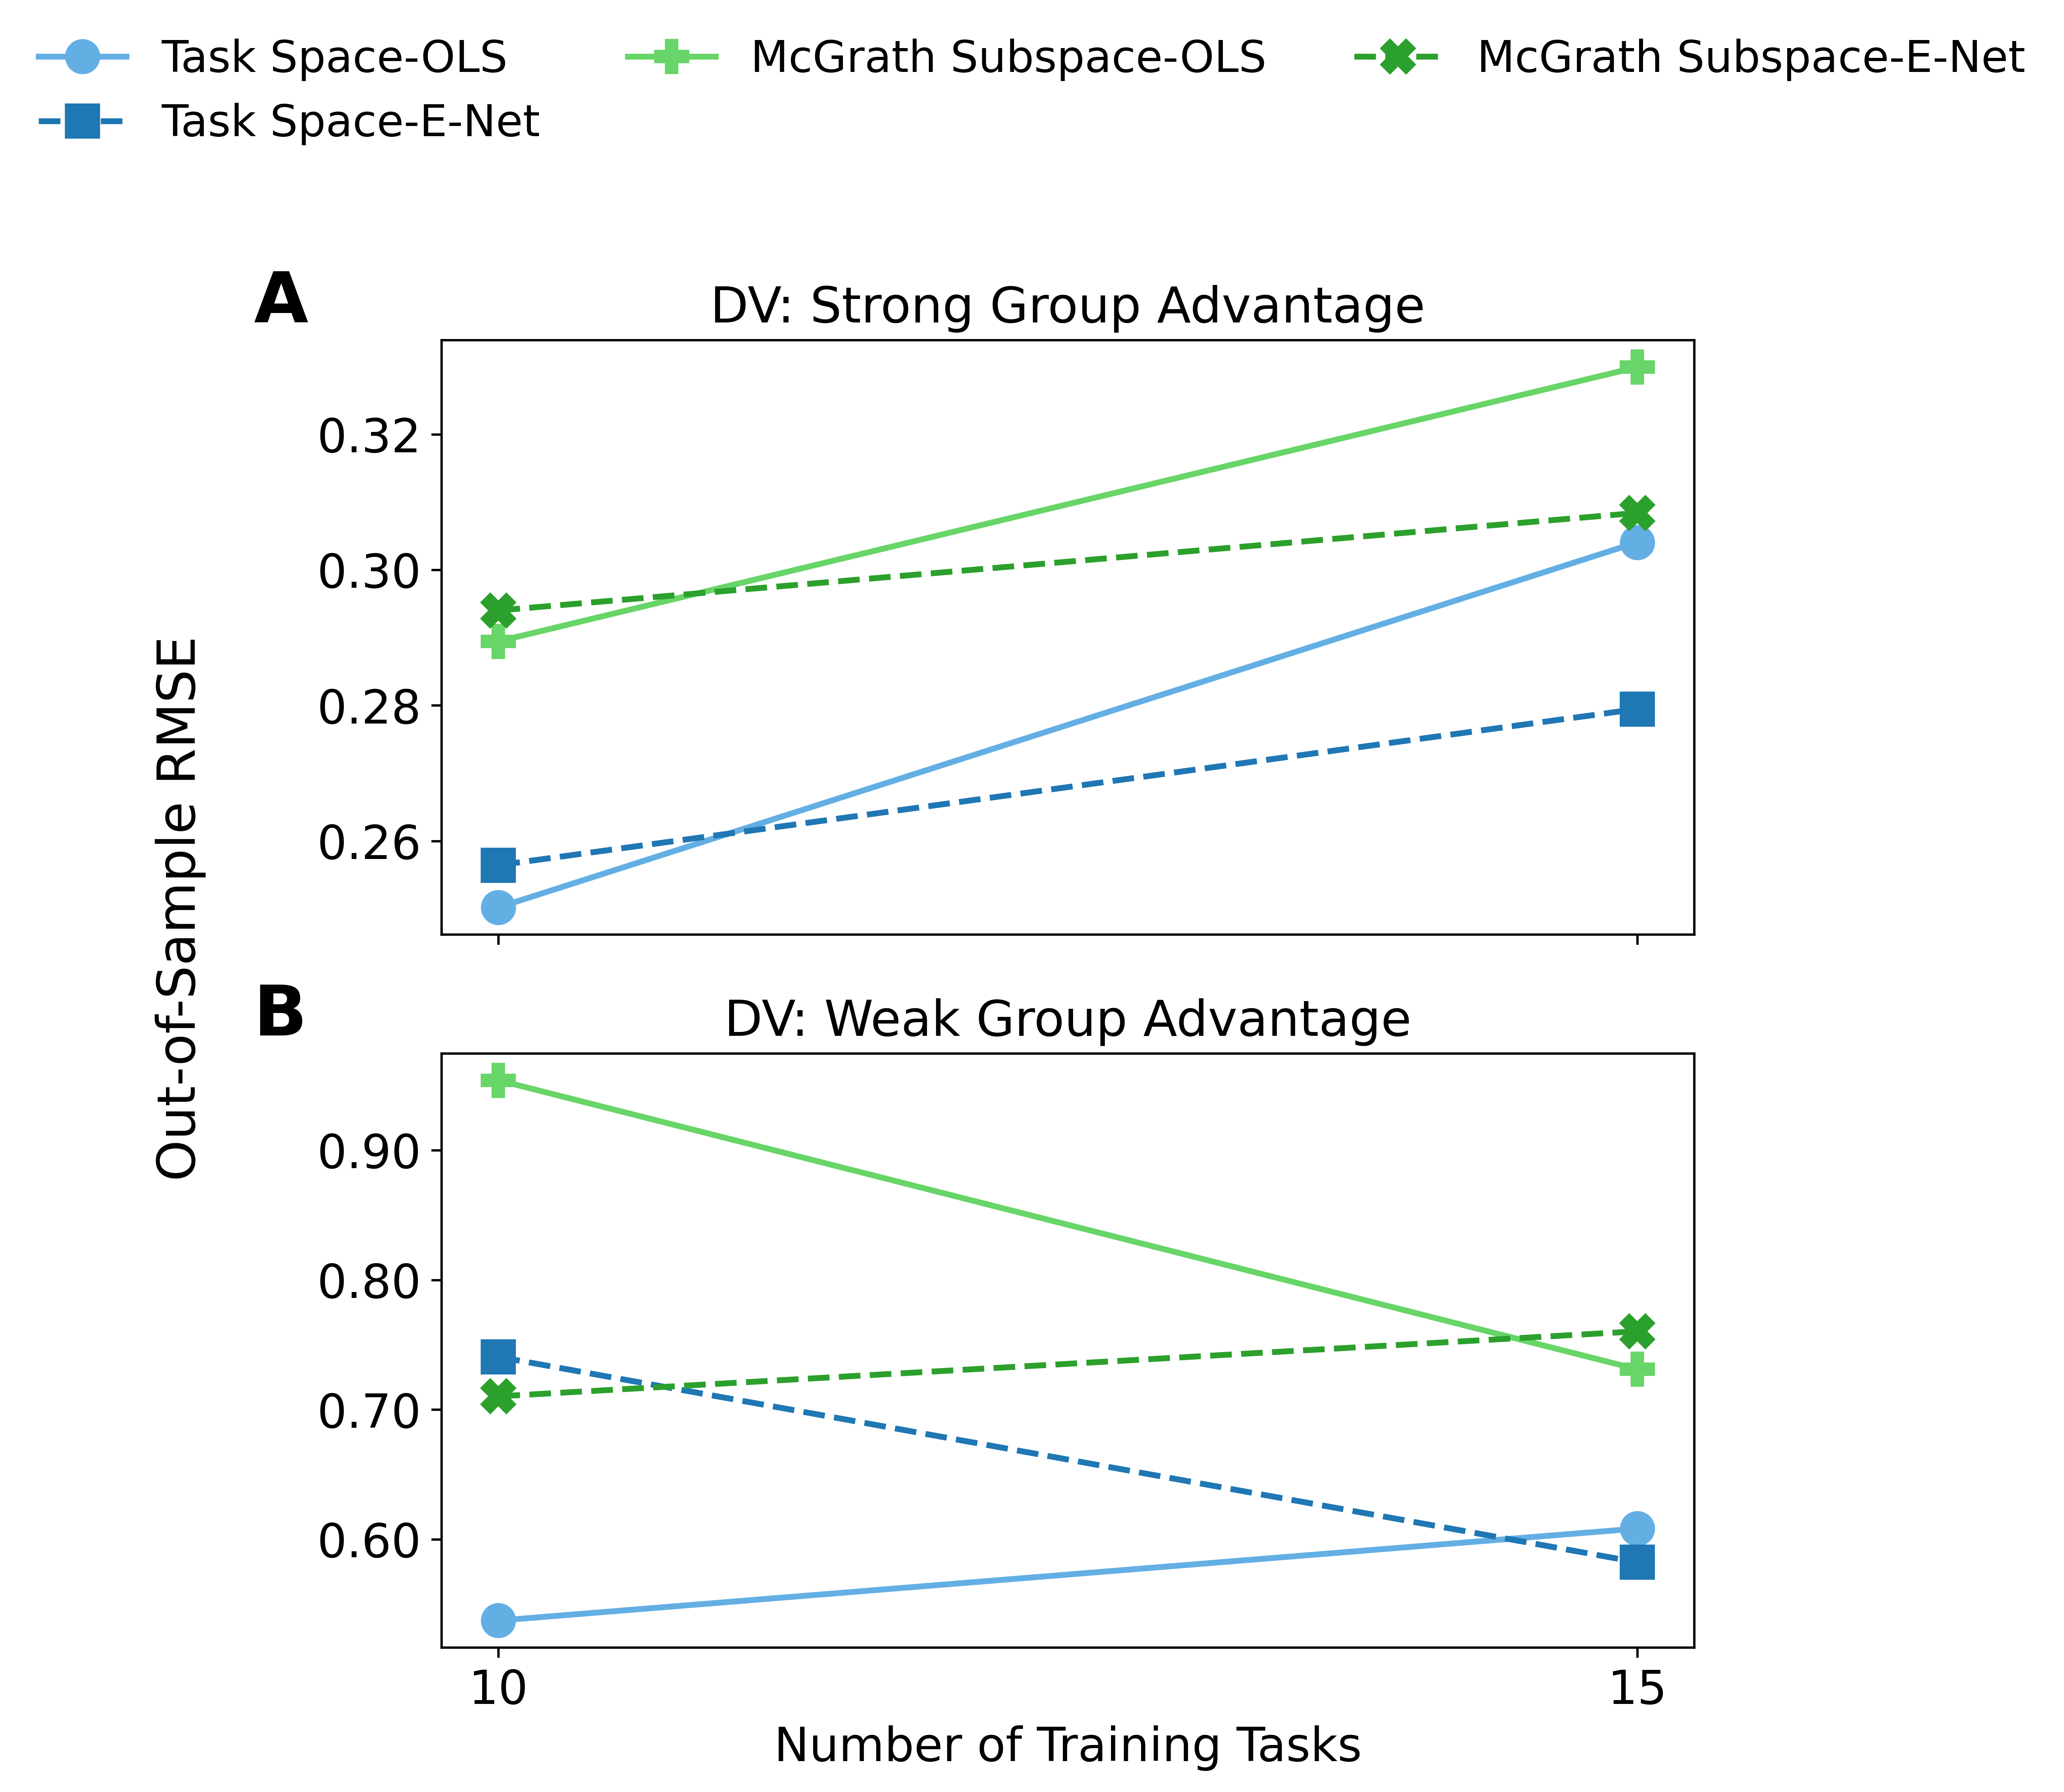 Task Space-OLS
Task Space-E-Net
McGrath Subspace-OLS
McGrath Subspace-E-Net
A
DV: Strong Group Advantage
0.32
0.30
0.28
0.26
Out-of-Sample RMSE
B
DV: Weak Group Advantage
0.90
0.80
0.70
0.60
10
15
Number of Training Tasks